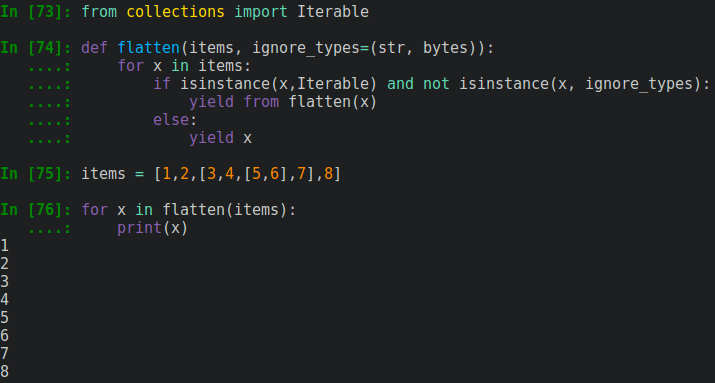 In [73]: from collections import Iterable
In [74]: def flatten(items, ignore_types=(str, bytes)):
   ....:     for x in items:
   ....:         if isinstance(x,Iterable) and not isinstance(x, ignore_types):
   ....:             yield from flatten(x)
   ....:         else:
   ....:             yield x
In [75]: items = [1,2,[3,4,[5,6],7],8]
In [76]: for x in flatten(items):
   ....:     print(x)
1
2
3
4
5
6
7
8